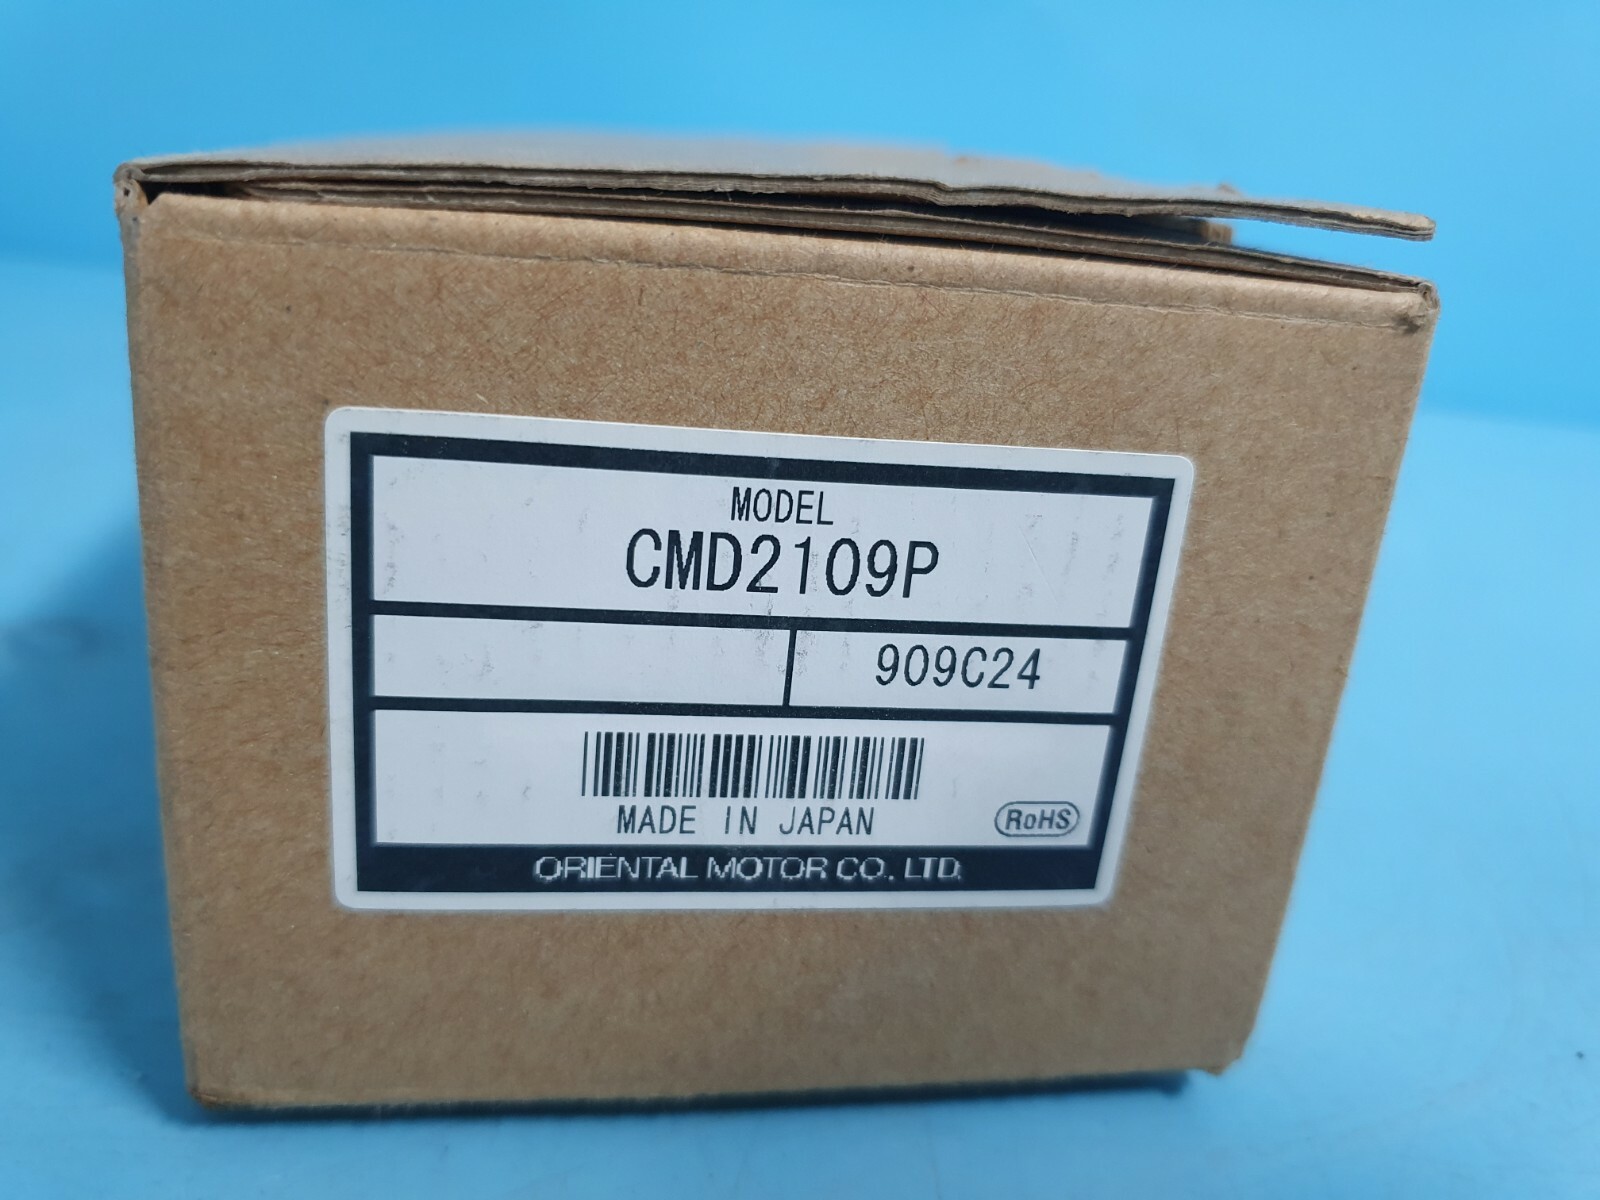 MODEL
CMD2109P
909C24
MADE IN JAPAN
RoHS
ORIENTAL MOTOR CO., LTD.